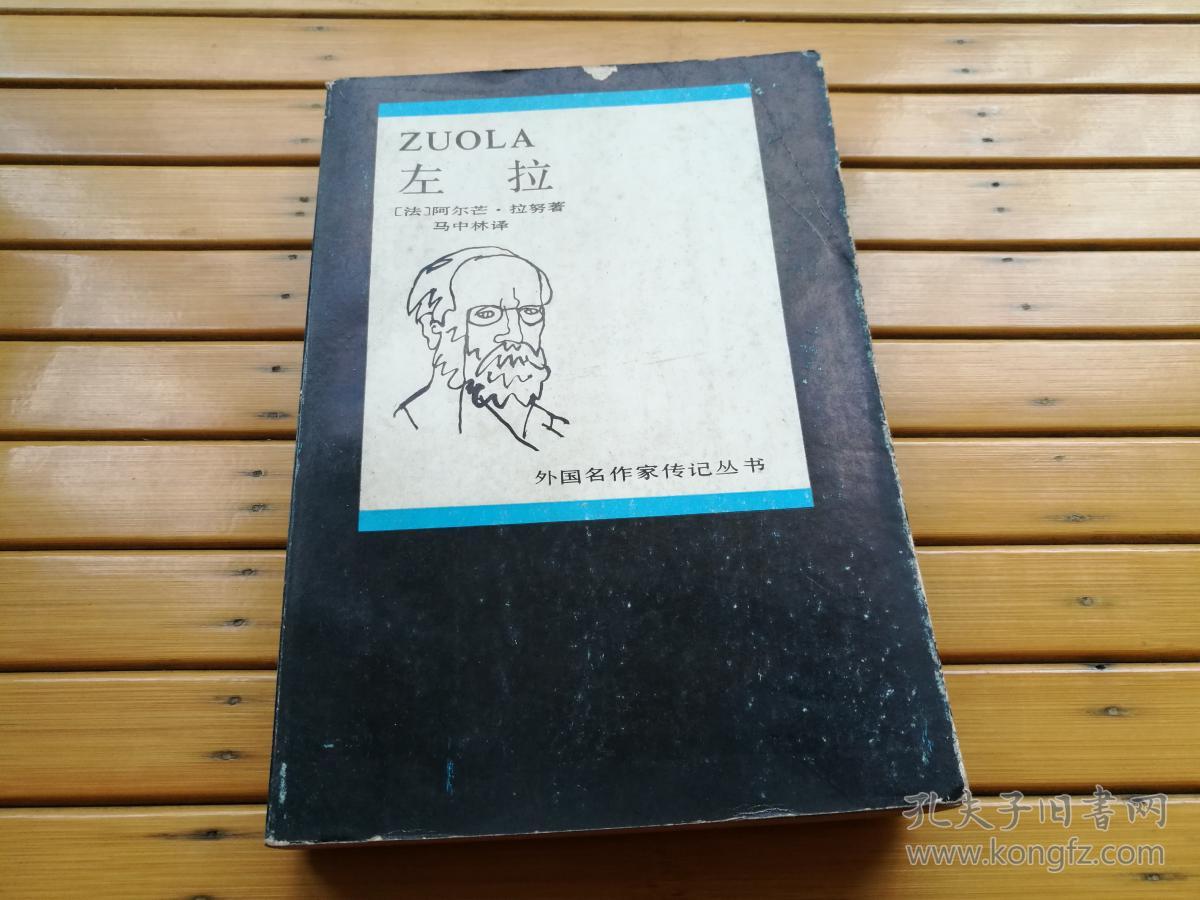 ZUOLA
左 拉
[法]阿尔芒·拉努著
马中林译
外国名作家传记丛书
孔夫子旧書网
www.kongfz.com